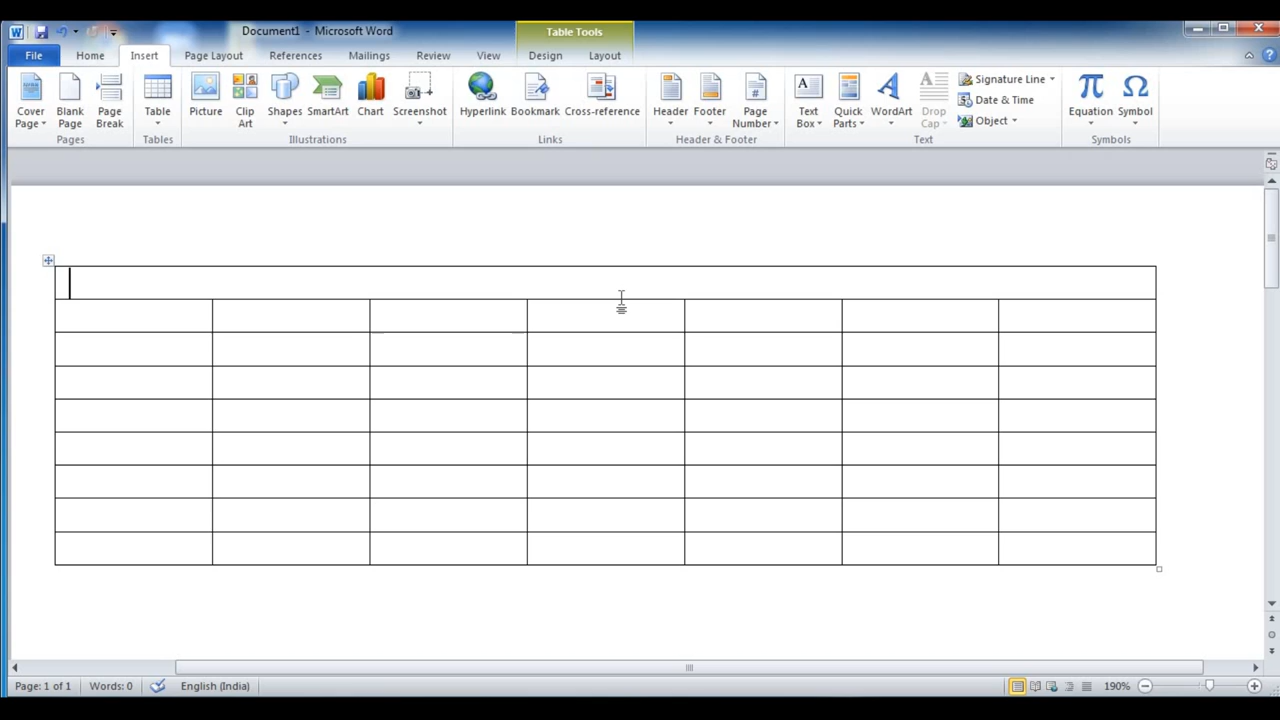 Document1 - Microsoft Word
Table Tools
File Home Insert Page Layout References Mailings Review View Design Layout
Cover Page
Blank Page
Page Break
Table
Picture
Clip Art
Shapes
SmartArt
Chart
Screenshot
Hyperlink
Bookmark
Cross-reference
Header
Footer
Page Number
Text Box
Quick Parts
WordArt
Drop Cap
Signature Line
Date & Time
Object
Equation
Symbol
Pages Tables Illustrations Links Header & Footer Text Symbols
Page: 1 of 1 Words: 0 English (India) 190%